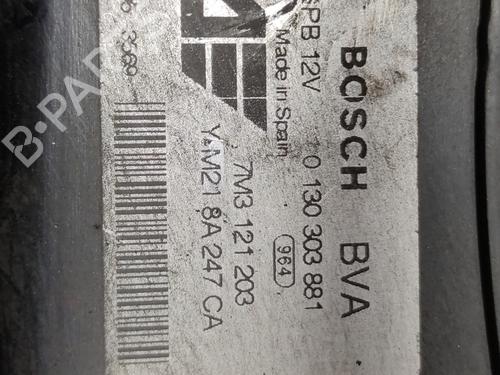 BOSCH BVA
SPB 12V 0 130 303 881
Made in Spain 964
7M3 121 203
YM21 8A 247 CA
3569
B-PARTS